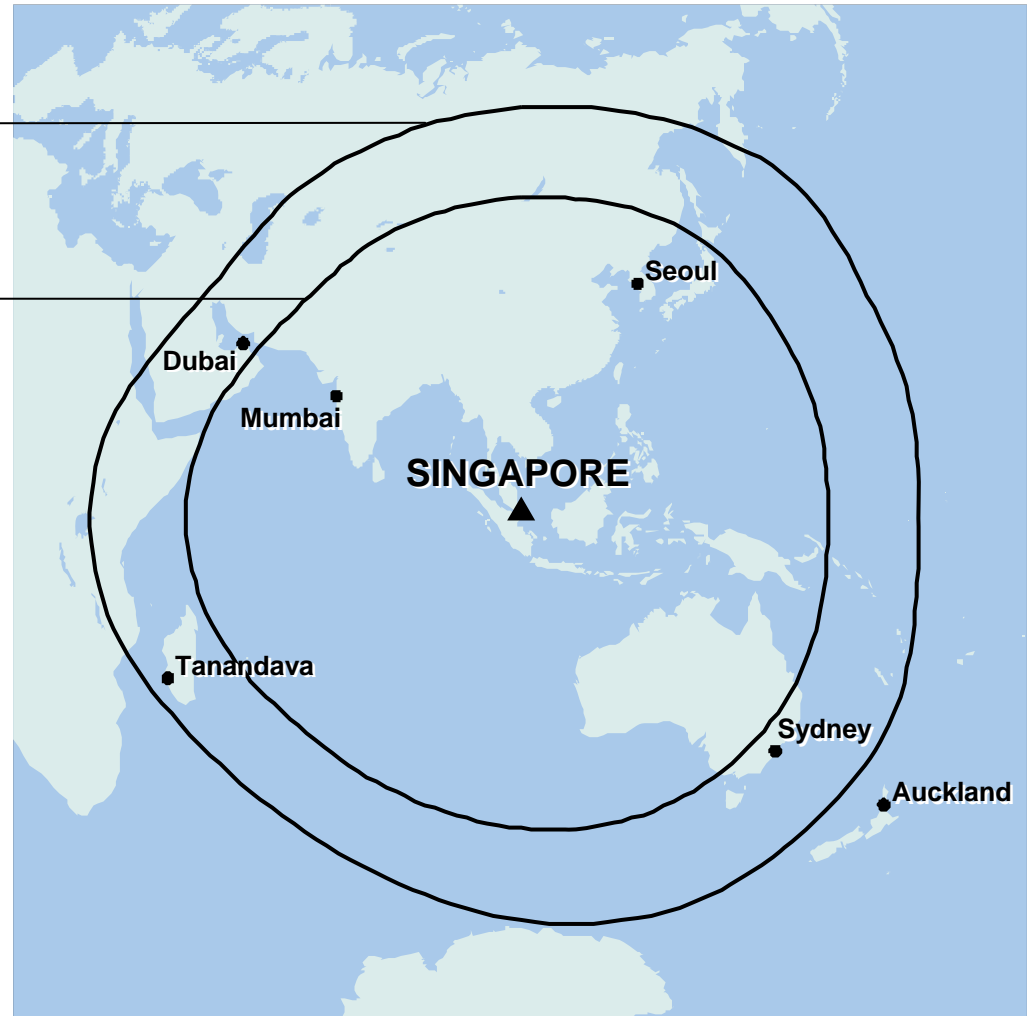 Seoul
Dubai
Mumbai
SINGAPORE
Tanandava
Sydney
Auckland